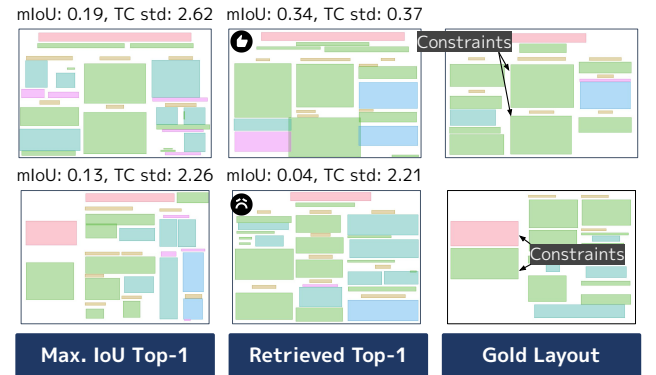 mIoU: 0.19, TC std: 2.62
mIoU: 0.34, TC std: 0.37
Constraints
mIoU: 0.13, TC std: 2.26
mIoU: 0.04, TC std: 2.21
Constraints
Max. IoU Top-1
Retrieved Top-1
Gold Layout